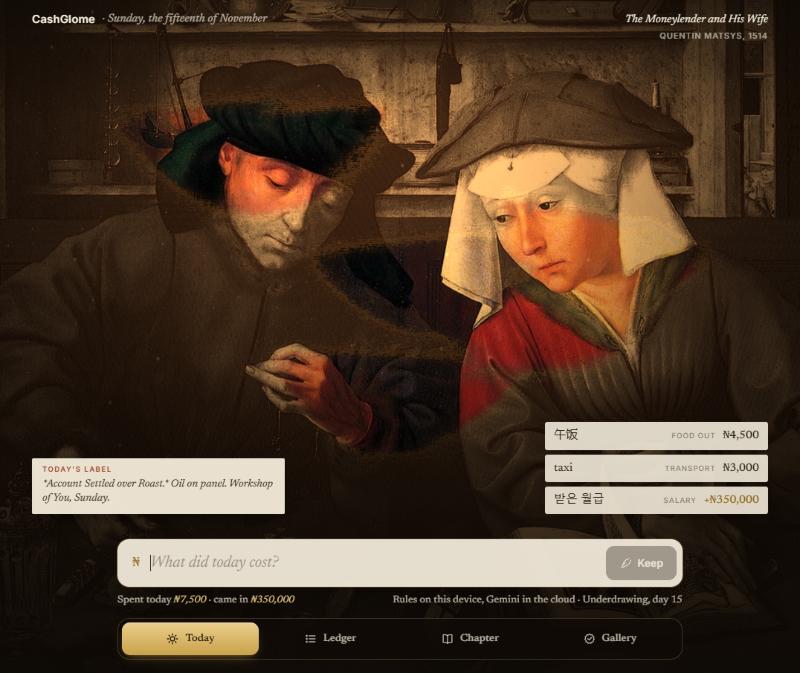 CashGlome · Sunday, the fifteenth of November
The Moneylender and His Wife
QUENTIN MATSYS, 1514
午饭 FOOD OUT ₦4,500
taxi TRANSPORT ₦3,000
받은 월급 SALARY +₦350,000
TODAY'S LABEL
"Account Settled over Roast." Oil on panel. Workshop
of You, Sunday.
₦ What did today cost? Keep
Spent today ₦7,500 · came in ₦350,000
Rules on this device, Gemini in the cloud · Underdrawing, day 15
Today Ledger Chapter Gallery